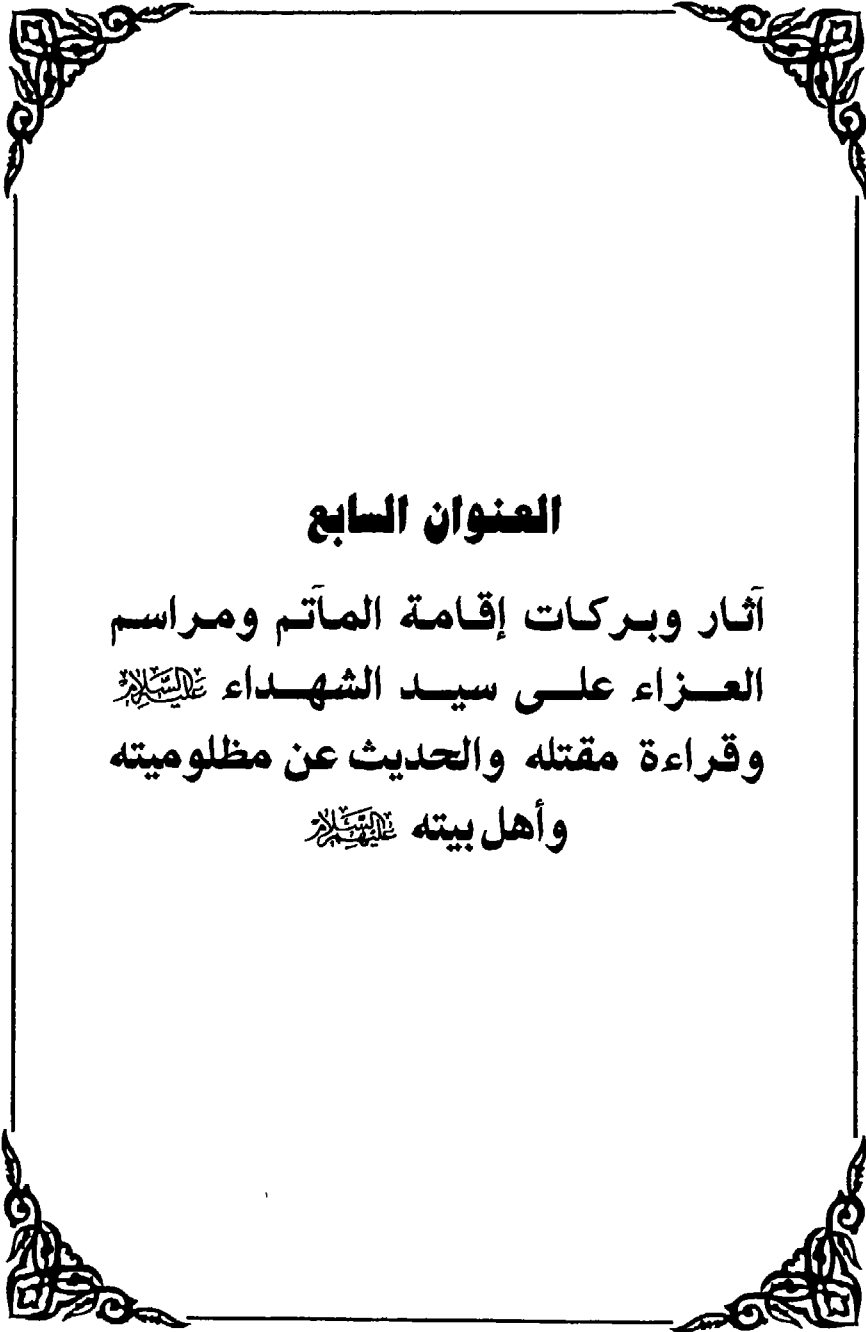 العنوان السابع
آثار وبركات إقامة المآتم ومراسم
العزاء على سيد الشهداء عليه السلام
وقراءة مقتله والحديث عن مظلوميته
وأهل بيته عليهم السلام